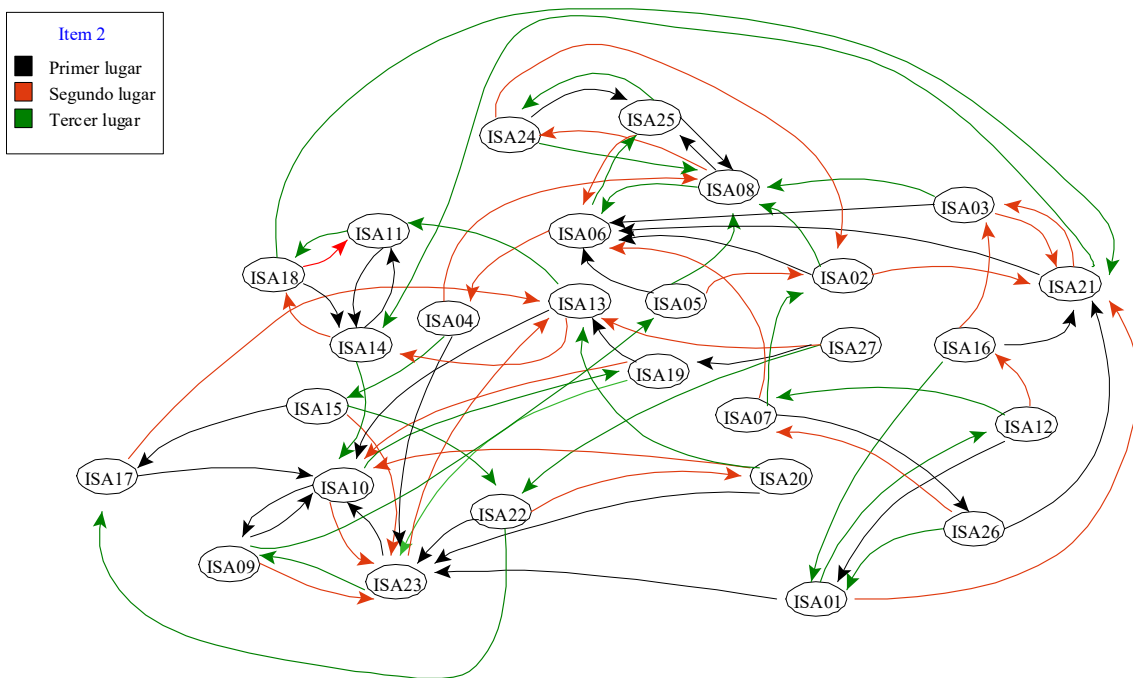 Item 2
Primer lugar
Segundo lugar
Tercer lugar
ISA25
ISA24
ISA08
ISA03
ISA11
ISA06
ISA18
ISA02
ISA21
ISA13
ISA05
ISA04
ISA14
ISA27
ISA16
ISA19
ISA15
ISA07
ISA12
ISA17
ISA10
ISA20
ISA22
ISA26
ISA09
ISA23
ISA01